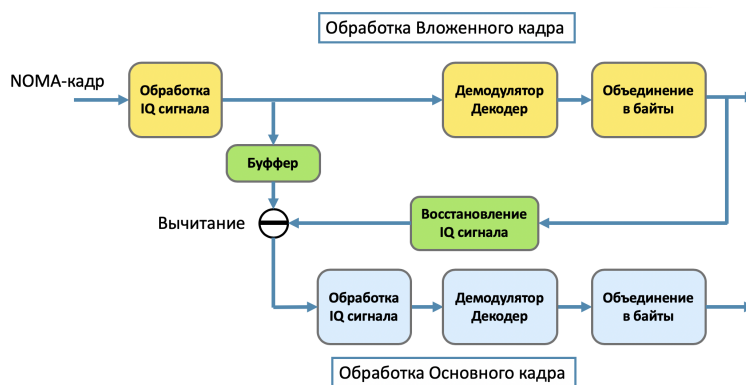 Обработка Вложенного кадра
NOMA-кадр
Обработка
IQ сигнала
Демодулятор
Декодер
Объединение
в байты
Буффер
Вычитание
Восстановление
IQ сигнала
Обработка
IQ сигнала
Демодулятор
Декодер
Объединение
в байты
Обработка Основного кадра